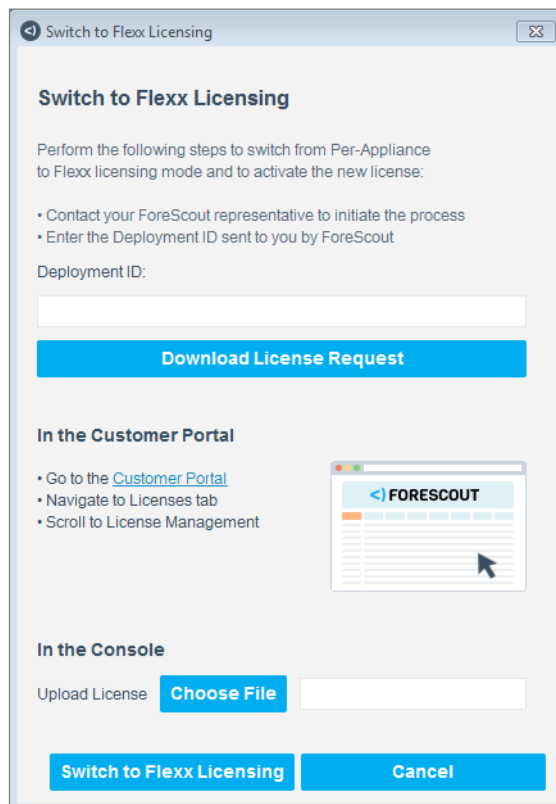 Switch to Flexx Licensing
Switch to Flexx Licensing
Perform the following steps to switch from Per-Appliance
to Flexx licensing mode and to activate the new license:
• Contact your ForeScout representative to initiate the process
• Enter the Deployment ID sent to you by ForeScout
Deployment ID:
Download License Request
In the Customer Portal
• Go to the Customer Portal
• Navigate to Licenses tab
• Scroll to License Management
<) FORESCOUT
In the Console
Upload License Choose File
Switch to Flexx Licensing Cancel